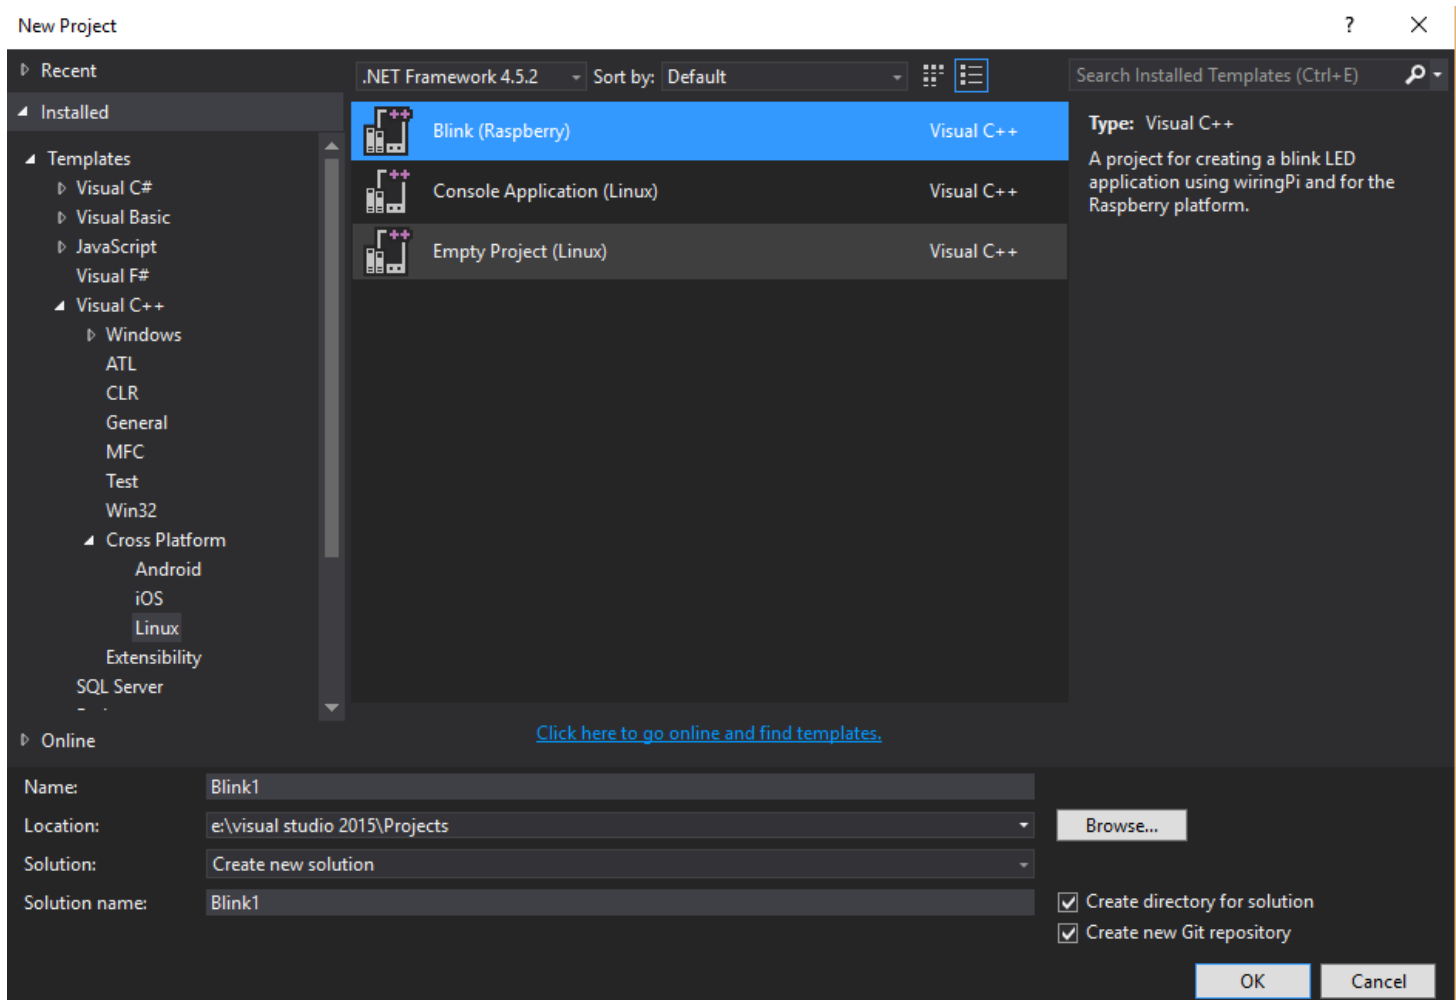 New Project
?
Recent
.NET Framework 4.5.2
Sort by:
Default
Search Installed Templates (Ctrl+E)
Installed
Templates
Visual C#
Visual Basic
JavaScript
Visual F#
Visual C++
Windows
ATL
CLR
General
MFC
Test
Win32
Cross Platform
Android
iOS
Linux
Extensibility
SQL Server
Online
Blink (Raspberry)
Visual C++
Console Application (Linux)
Visual C++
Empty Project (Linux)
Visual C++
Click here to go online and find templates.
Type: Visual C++
A project for creating a blink LED
application using wiringPi and for the
Raspberry platform.
Name:
Blink1
Location:
e:\visual studio 2015\Projects
Browse...
Solution:
Create new solution
Solution name:
Blink1
Create directory for solution
Create new Git repository
OK
Cancel